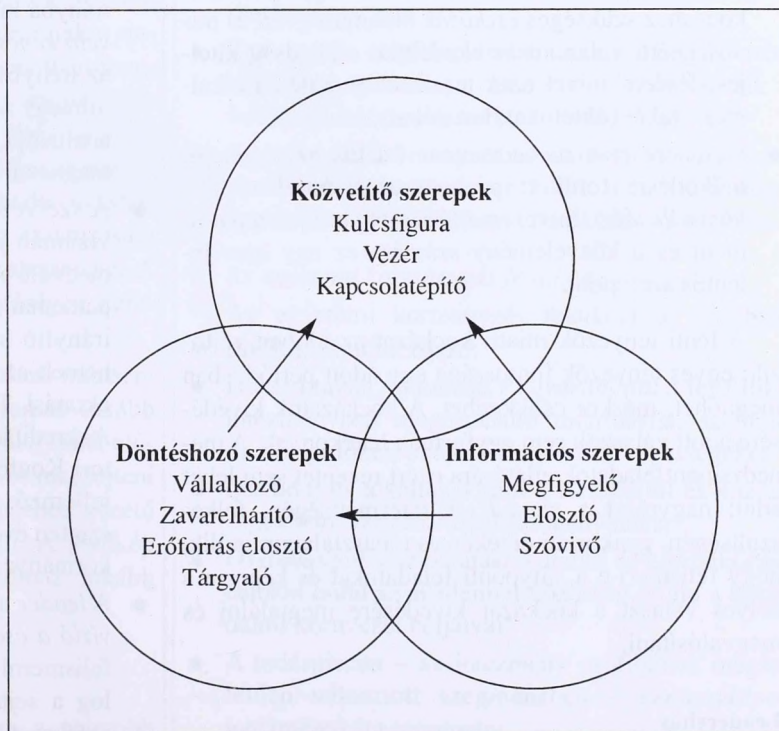 Közvetítő szerepek
Kulcsfigura
Vezér
Kapcsolatépítő
Döntéshozó szerepek
Vállalkozó
Zavarelhárító
Erőforrás elosztó
Tárgyaló
Információs szerepek
Megfigyelő
Elosztó
Szóvivő